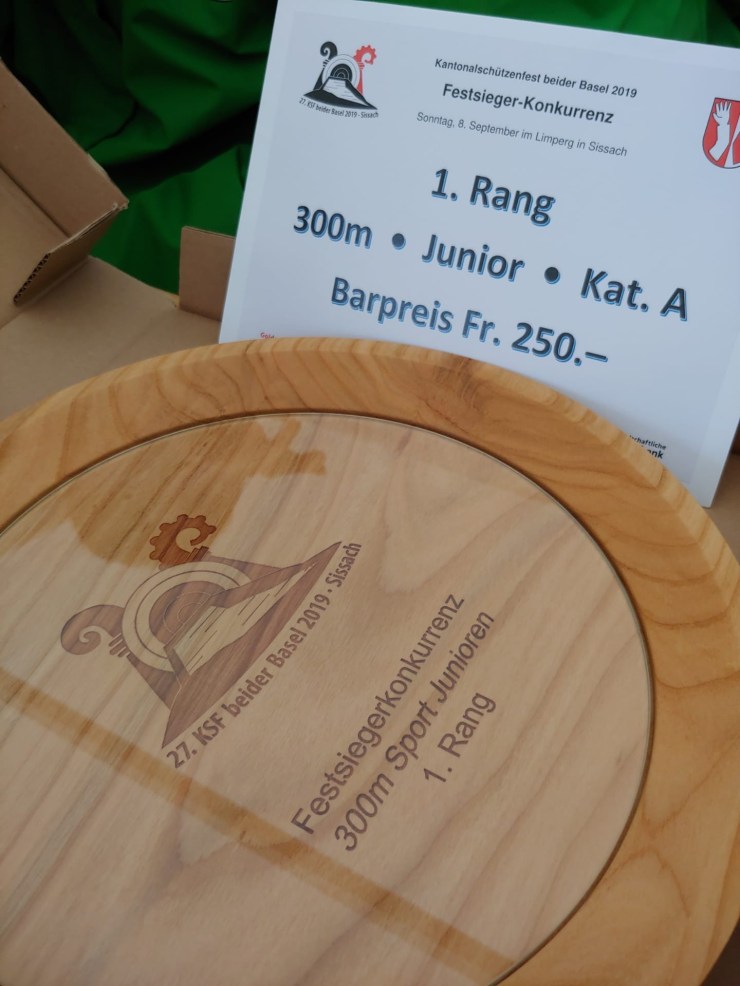 Kantonalschützenfest beider Basel 2019
Festsieger-Konkurrenz
Sonntag, 8. September im Limperg in Sissach
27. KSF beider Basel 2019 - Sissach
1. Rang
300m • Junior • Kat. A
Barpreis Fr. 250.–
27. KSF beider Basel 2019 · Sissach
Festsiegerkonkurrenz
300m Sport Junioren
1. Rang